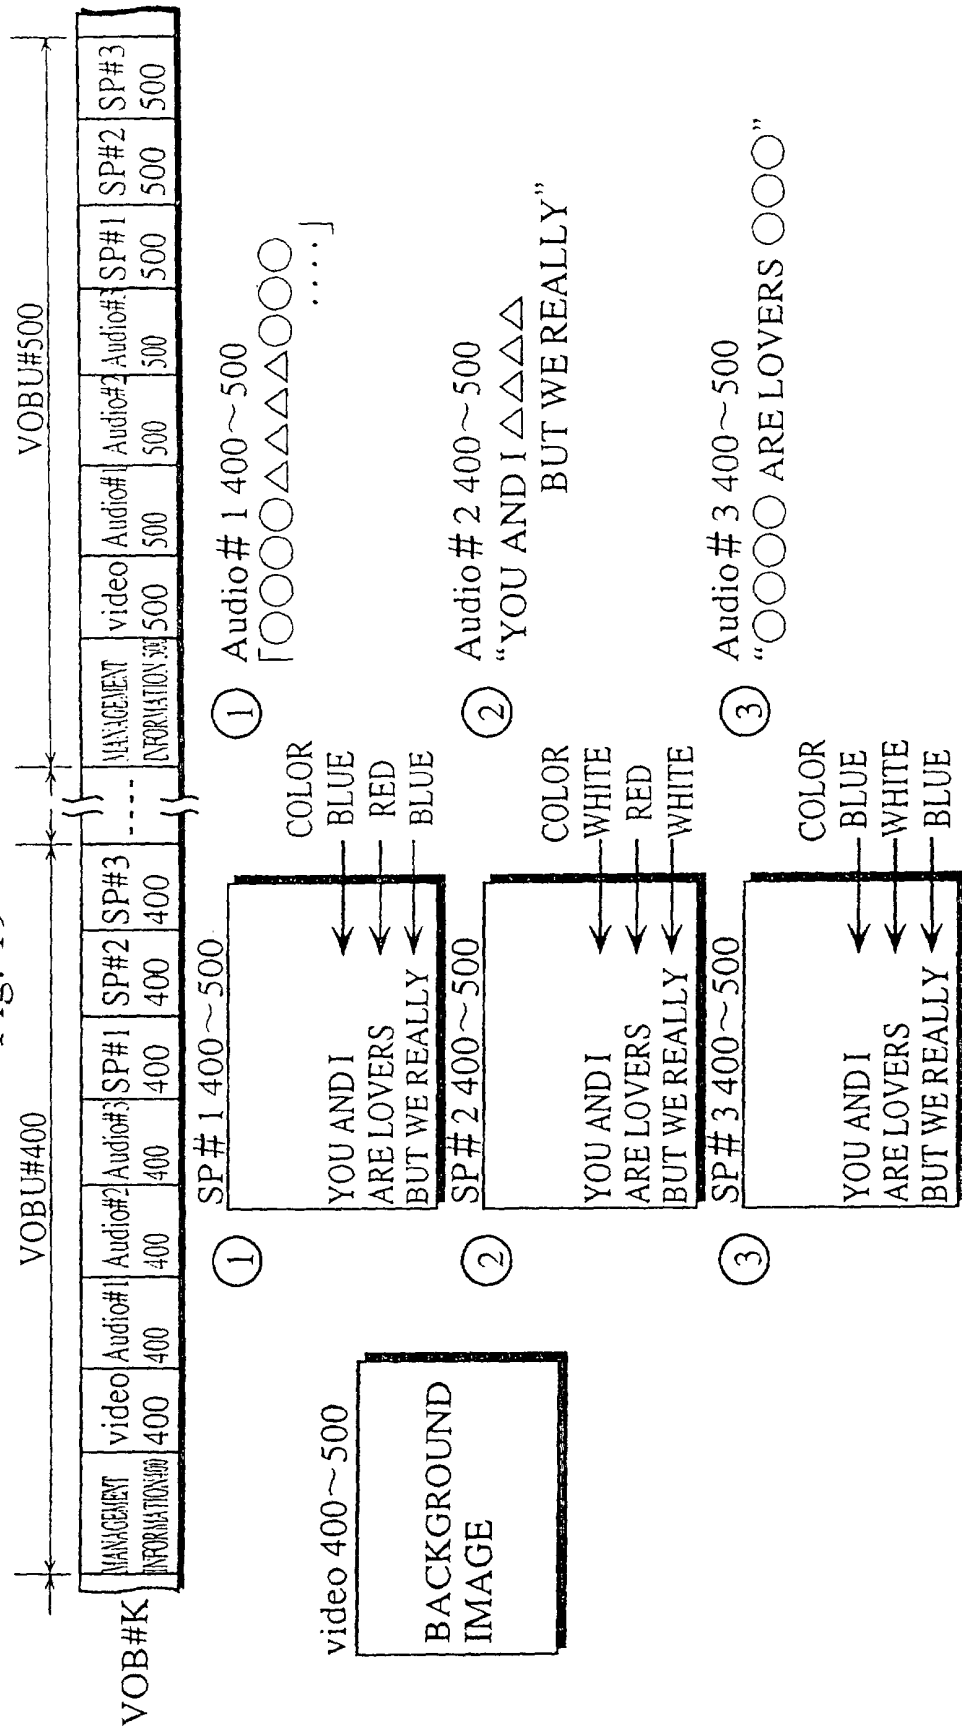 VOBU#400
VOBU#500
VOB#K
MANAGEMENT INFORMATION400
video 400
Audio#1 400
Audio#2 400
Audio#3 400
SP#1 400
SP#2 400
SP#3 400
MANAGEMENT INFORMATION500
video 500
Audio#1 500
Audio#2 500
Audio#3 500
SP#1 500
SP#2 500
SP#3 500
video 400~500
BACKGROUND
IMAGE
① SP#1 400~500
YOU AND I
ARE LOVERS
BUT WE REALLY
COLOR
BLUE
RED
BLUE
② SP#2 400~500
YOU AND I
ARE LOVERS
BUT WE REALLY
COLOR
WHITE
RED
WHITE
③ SP#3 400~500
YOU AND I
ARE LOVERS
BUT WE REALLY
COLOR
BLUE
WHITE
BLUE
① Audio#1 400~500
「○○○○△△△△○○○
‥‥」
② Audio#2 400~500
“YOU AND I △△△△
BUT WE REALLY”
③ Audio#3 400~500
“○○○○ ARE LOVERS ○○○”